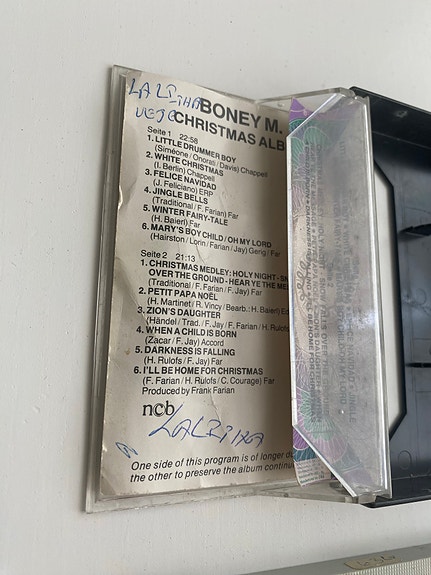 LALITHA
BONEY M.
CHRISTMAS ALB
Seite 1 22:58
1. LITTLE DRUMMER BOY
(Siméone / Onorati / Davis) Chappell
2. WHITE CHRISTMAS
(I. Berlin) Chappell
3. FELICE NAVIDAD
(J. Feliciano) ERP
4. JINGLE BELLS
(Traditional / F. Farian) Far
5. WINTER FAIRY-TALE
(H. Baierl) Far
6. MARY'S BOY CHILD / OH MY LORD
(Hairston / Lorin / Farian / Jay) Gerig / Far
Seite 2 21:13
1. CHRISTMAS MEDLEY: HOLY NIGHT - S
OVER THE GROUND - HEAR YE THE ME
(Traditional / F. Farian / F. Jay) Far
2. PETIT PAPA NOËL
(H. Martinet / R. Vincy / Bearb.: H. Baierl) Ed
3. ZION'S DAUGHTER
(Händel / Trad. / F. Jay / F. Farian / H. Rulofs
4. WHEN A CHILD IS BORN
(Zacar / F. Jay) Accord
5. DARKNESS IS FALLING
(H. Rulofs / F. Jay) Far
6. I'LL BE HOME FOR CHRISTMAS
(F. Farian / H. Rulofs / C. Courage) Far
Produced by Frank Farian
ncb
One side of this program is of longer du
the other to preserve the album continui